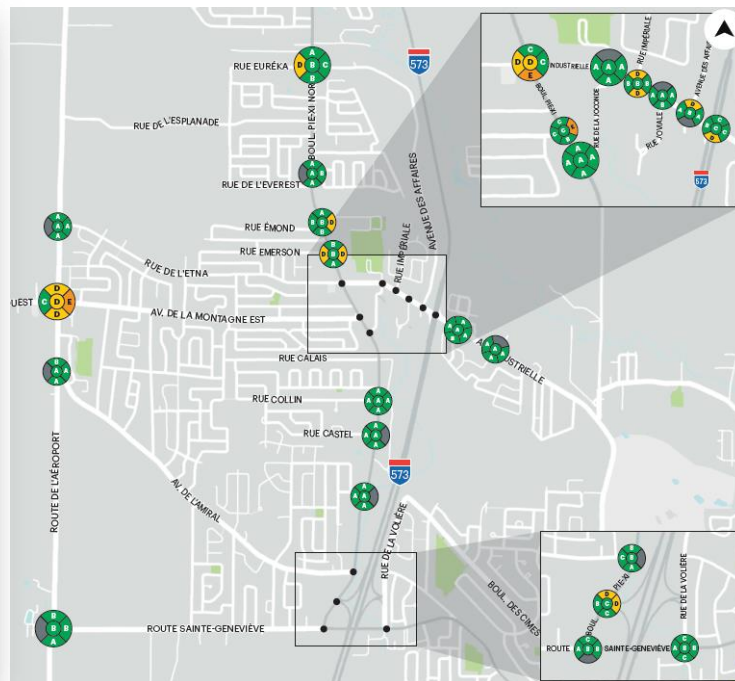 A
RUE EURÉKA
D B C
B
BOUL. PIE-XI NOR
573
RUE DE L'ESPLANADE
A
A B
A
RUE DE L'EVEREST
A
B B D
A
RUE ÉMOND
B
D B D
A
RUE EMERSON
AVENUE DES AFFAIRES
RUE IMPÉRIALE
A
A A
A
RUE DE L'ETNA
D
C D E
D
UEST
AV. DE LA MONTAGNE EST
B
A A
A
RUE CALAIS
A
A A A
A
A
A A
A
USTRIELLE
RUE COLLIN
A
A A A
A
RUE CASTEL
A
A A
A
573
A
A A
A
ROUTE DE L'AÉROPORT
AV. DE L'AMIRAL
RUE DE LA VOLIÈRE
BOUL. DES CIMES
B
B B
A
ROUTE SAINTE-GENEVIÈVE
C
D D C
E
INDUSTRIELLE
A A A
A
RUE IMPÉRIALE
D
B B B
D
A A A
B
AVENUE DES AFFAI
D
A B A
C
B C C
D
BOUL. PIE-XI
C
C C E
A
RUE DE LA JOCONDE
RUE JOVIALE
A
A A A
A
573
B
C B
A
PIE-XI
D
B C D
C
BOUL.
RUE DE LA VOLIÈRE
ROUTE
C
A B B
SAINTE-GENEVIÈVE
C
A B B
C